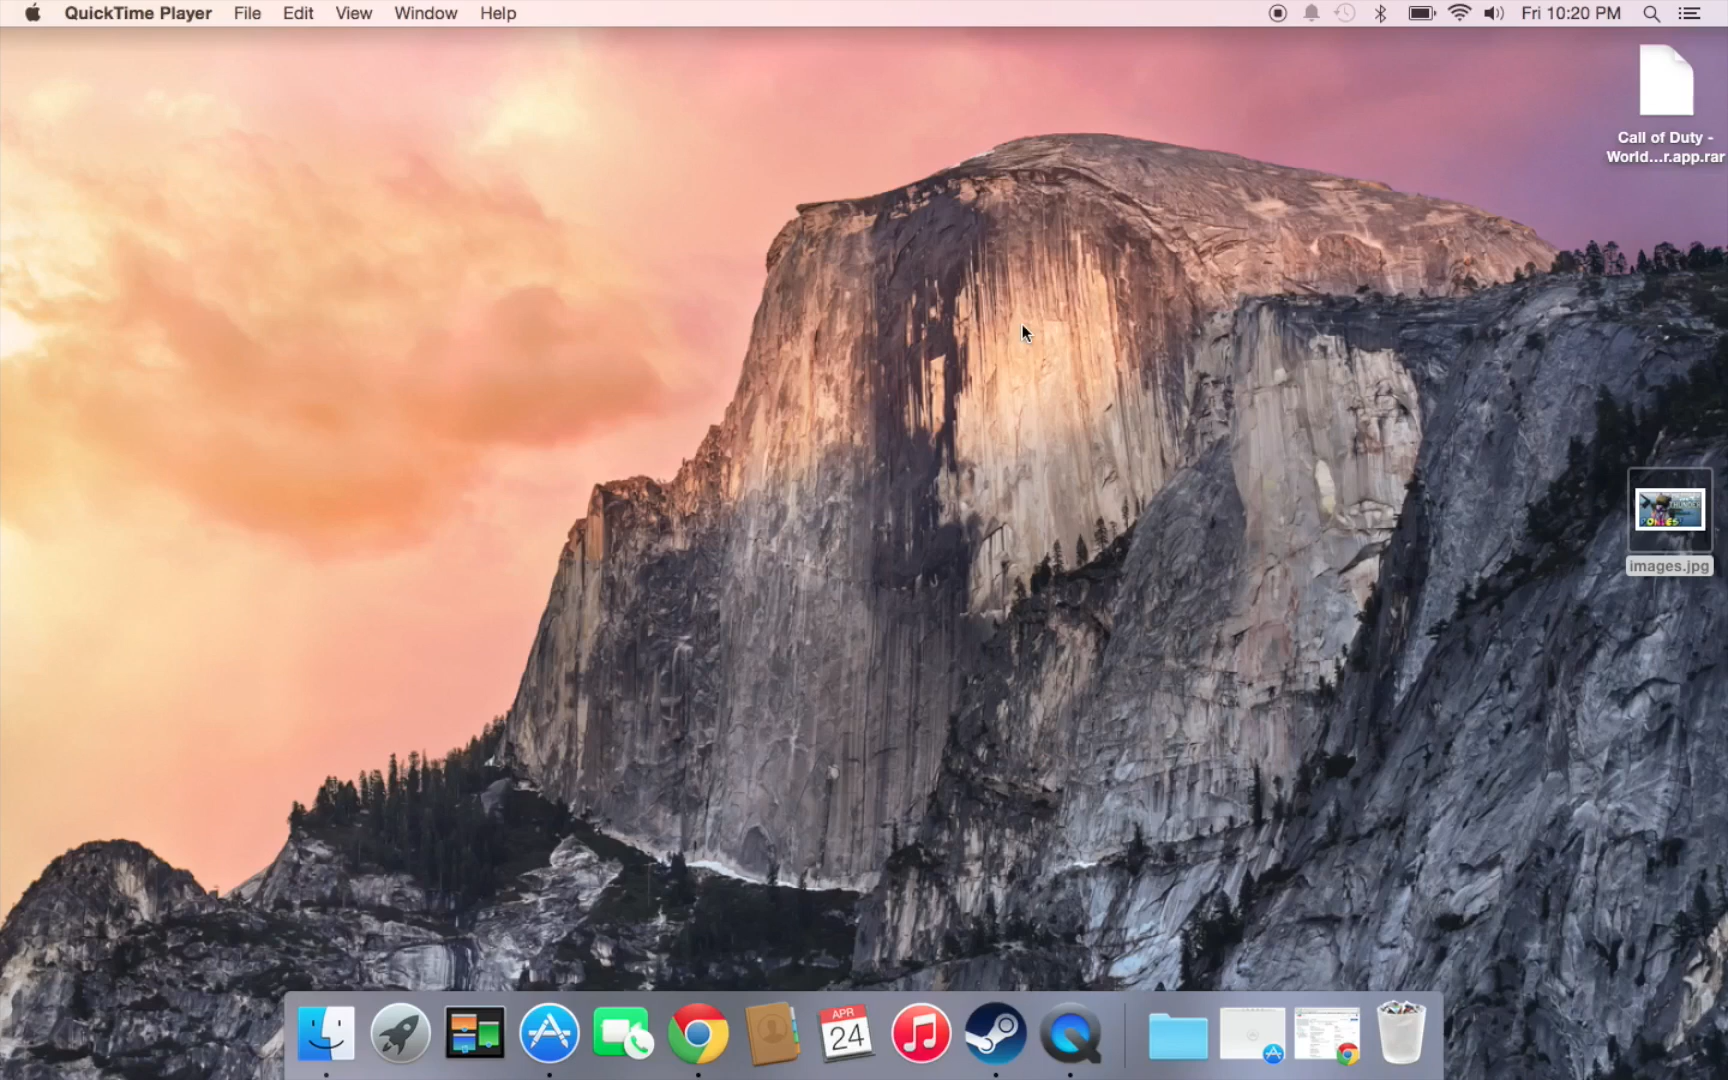 QuickTime Player File Edit View Window Help Fri 10:20 PM
Call of Duty -
World...r.app.rar
images.jpg
APR
24